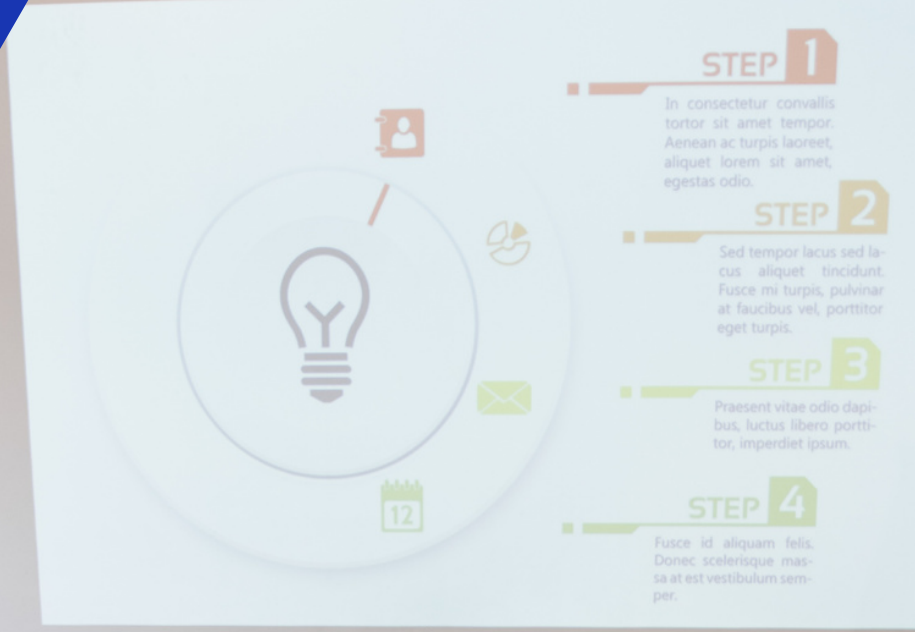 STEP 1
In consectetur convallis
tortor sit amet tempor.
Aenean ac turpis laoreet,
aliquet lorem sit amet,
egestas odio.
STEP 2
Sed tempor lacus sed la-
cus aliquet tincidunt.
Fusce mi turpis, pulvinar
at faucibus vel, porttitor
eget turpis.
STEP 3
Praesent vitae odio dapi-
bus, luctus libero portti-
tor, imperdiet ipsum.
12
STEP 4
Fusce id aliquam felis.
Donec scelerisque mas-
sa at est vestibulum sem-
per.